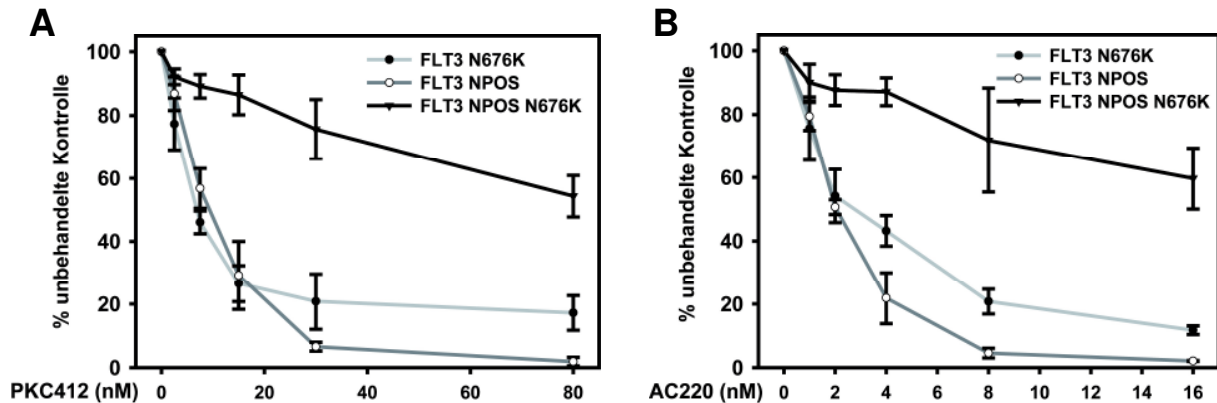 A
% unbehandelte Kontrolle
100
80
60
40
20
0
FLT3 N676K
FLT3 NPOS
FLT3 NPOS N676K
PKC412 (nM) 0 20 40 60 80
B
% unbehandelte Kontrolle
100
80
60
40
20
0
FLT3 N676K
FLT3 NPOS
FLT3 NPOS N676K
AC220 (nM) 0 2 4 6 8 10 12 14 16